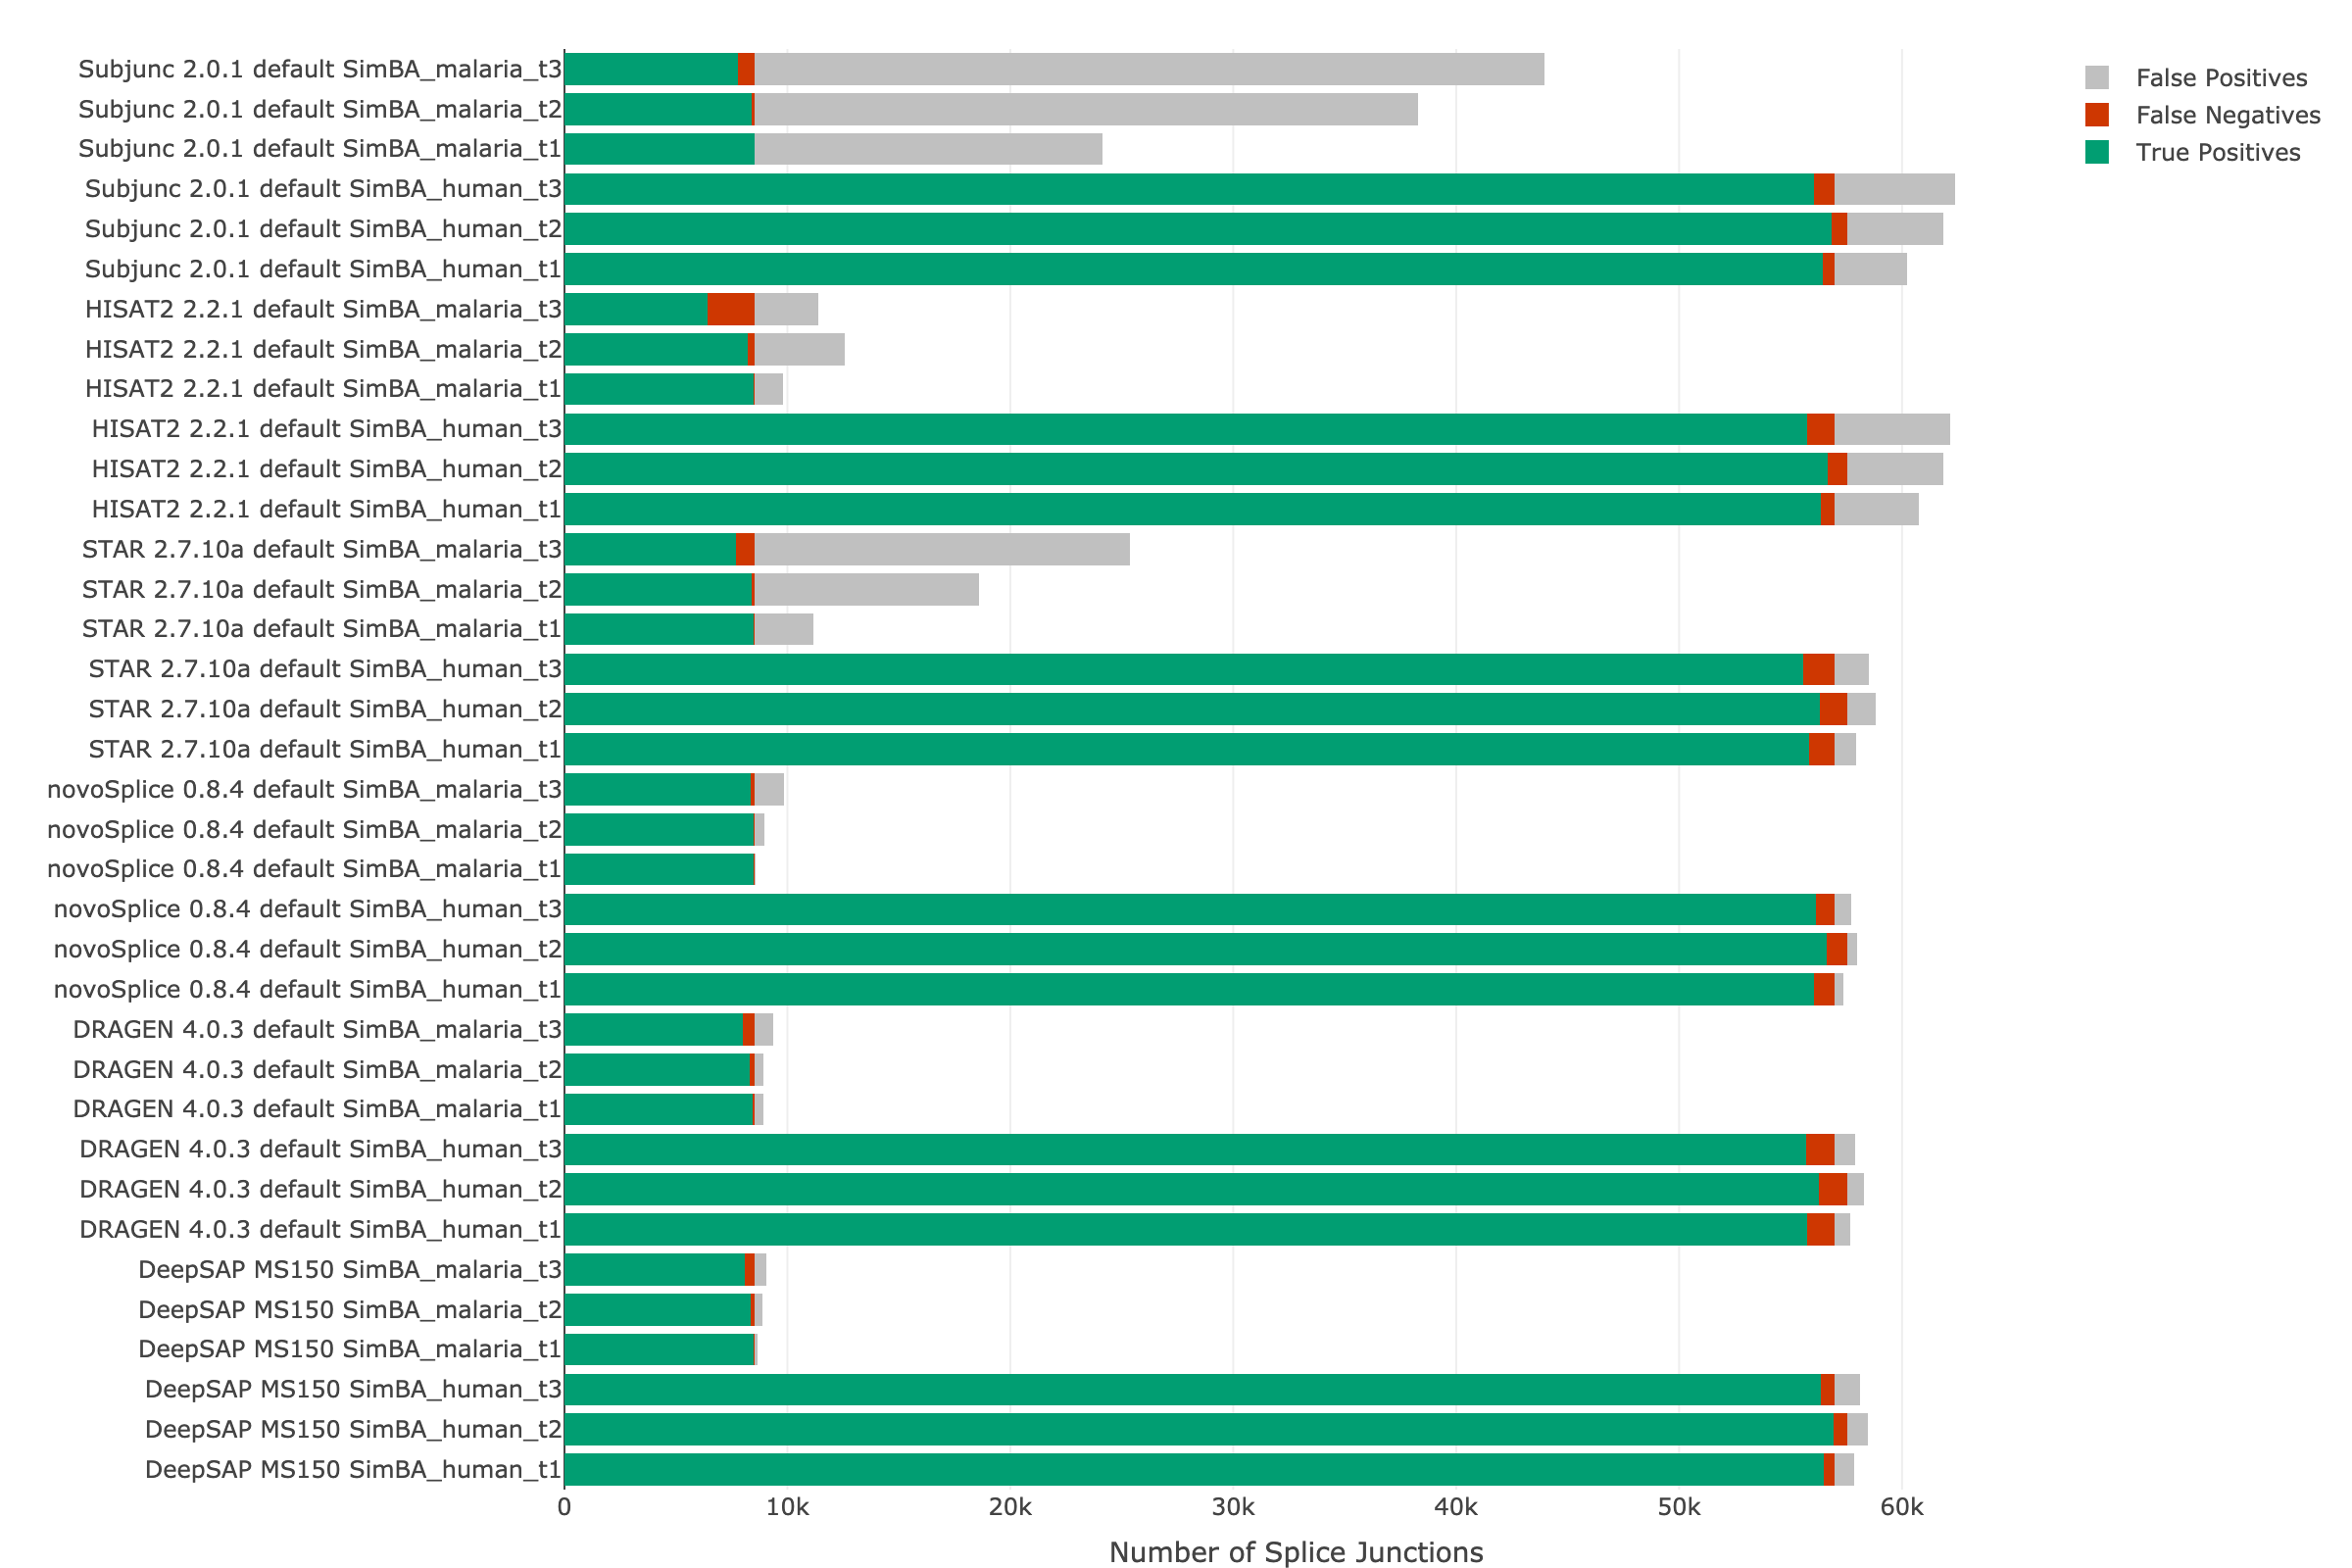 Subjunc 2.0.1 default SimBA_malaria_t3
Subjunc 2.0.1 default SimBA_malaria_t2
Subjunc 2.0.1 default SimBA_malaria_t1
Subjunc 2.0.1 default SimBA_human_t3
Subjunc 2.0.1 default SimBA_human_t2
Subjunc 2.0.1 default SimBA_human_t1
HISAT2 2.2.1 default SimBA_malaria_t3
HISAT2 2.2.1 default SimBA_malaria_t2
HISAT2 2.2.1 default SimBA_malaria_t1
HISAT2 2.2.1 default SimBA_human_t3
HISAT2 2.2.1 default SimBA_human_t2
HISAT2 2.2.1 default SimBA_human_t1
STAR 2.7.10a default SimBA_malaria_t3
STAR 2.7.10a default SimBA_malaria_t2
STAR 2.7.10a default SimBA_malaria_t1
STAR 2.7.10a default SimBA_human_t3
STAR 2.7.10a default SimBA_human_t2
STAR 2.7.10a default SimBA_human_t1
novoSplice 0.8.4 default SimBA_malaria_t3
novoSplice 0.8.4 default SimBA_malaria_t2
novoSplice 0.8.4 default SimBA_malaria_t1
novoSplice 0.8.4 default SimBA_human_t3
novoSplice 0.8.4 default SimBA_human_t2
novoSplice 0.8.4 default SimBA_human_t1
DRAGEN 4.0.3 default SimBA_malaria_t3
DRAGEN 4.0.3 default SimBA_malaria_t2
DRAGEN 4.0.3 default SimBA_malaria_t1
DRAGEN 4.0.3 default SimBA_human_t3
DRAGEN 4.0.3 default SimBA_human_t2
DRAGEN 4.0.3 default SimBA_human_t1
DeepSAP MS150 SimBA_malaria_t3
DeepSAP MS150 SimBA_malaria_t2
DeepSAP MS150 SimBA_malaria_t1
DeepSAP MS150 SimBA_human_t3
DeepSAP MS150 SimBA_human_t2
DeepSAP MS150 SimBA_human_t1
0 10k 20k 30k 40k 50k 60k
Number of Splice Junctions
False Positives
False Negatives
True Positives